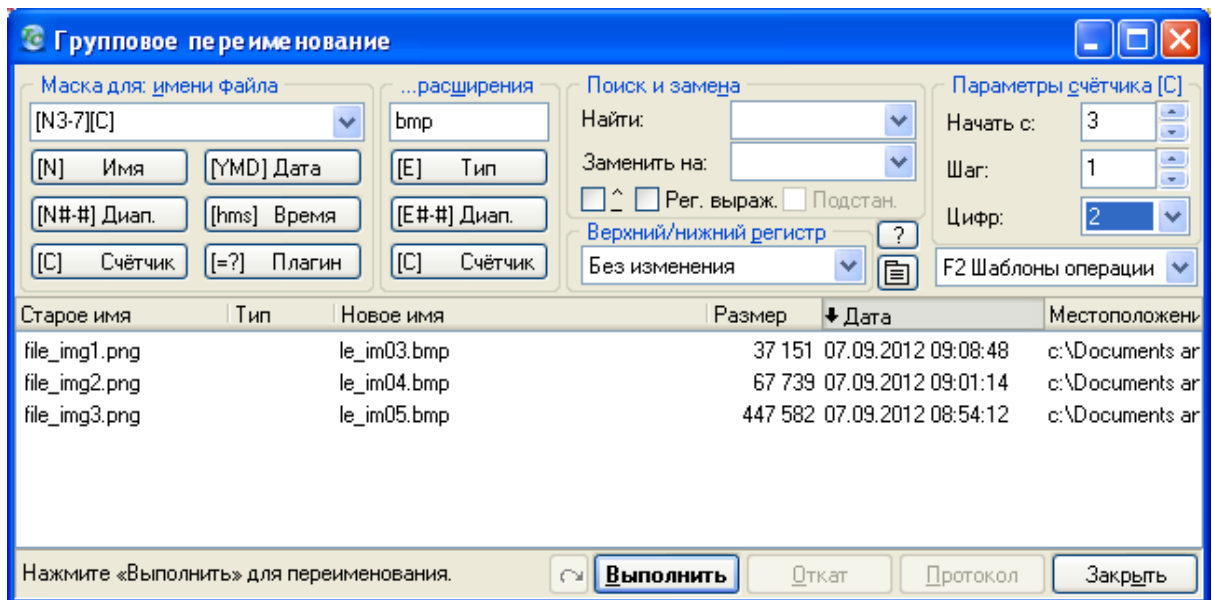 Групповое переименование
Маска для: имени файла
...расширения
Поиск и замена
Параметры счётчика [C]
[N3-7][C]
bmp
Найти:
Начать с: 3
[N] Имя
[YMD] Дата
[E] Тип
Заменить на:
Шаг: 1
[N#-#] Диап.
[hms] Время
[E#-#] Диап.
^ Рег. выраж. Подстан.
Цифр: 2
Верхний/нижний регистр
?
[C] Счётчик
[=?] Плагин
[C] Счётчик
Без изменения
F2 Шаблоны операции
Старое имя Тип Новое имя Размер Дата Местоположени
file_img1.png le_im03.bmp 37 151 07.09.2012 09:08:48 c:\Documents ar
file_img2.png le_im04.bmp 67 739 07.09.2012 09:01:14 c:\Documents ar
file_img3.png le_im05.bmp 447 582 07.09.2012 08:54:12 c:\Documents ar
Нажмите «Выполнить» для переименования.
Выполнить
Откат
Протокол
Закрыть